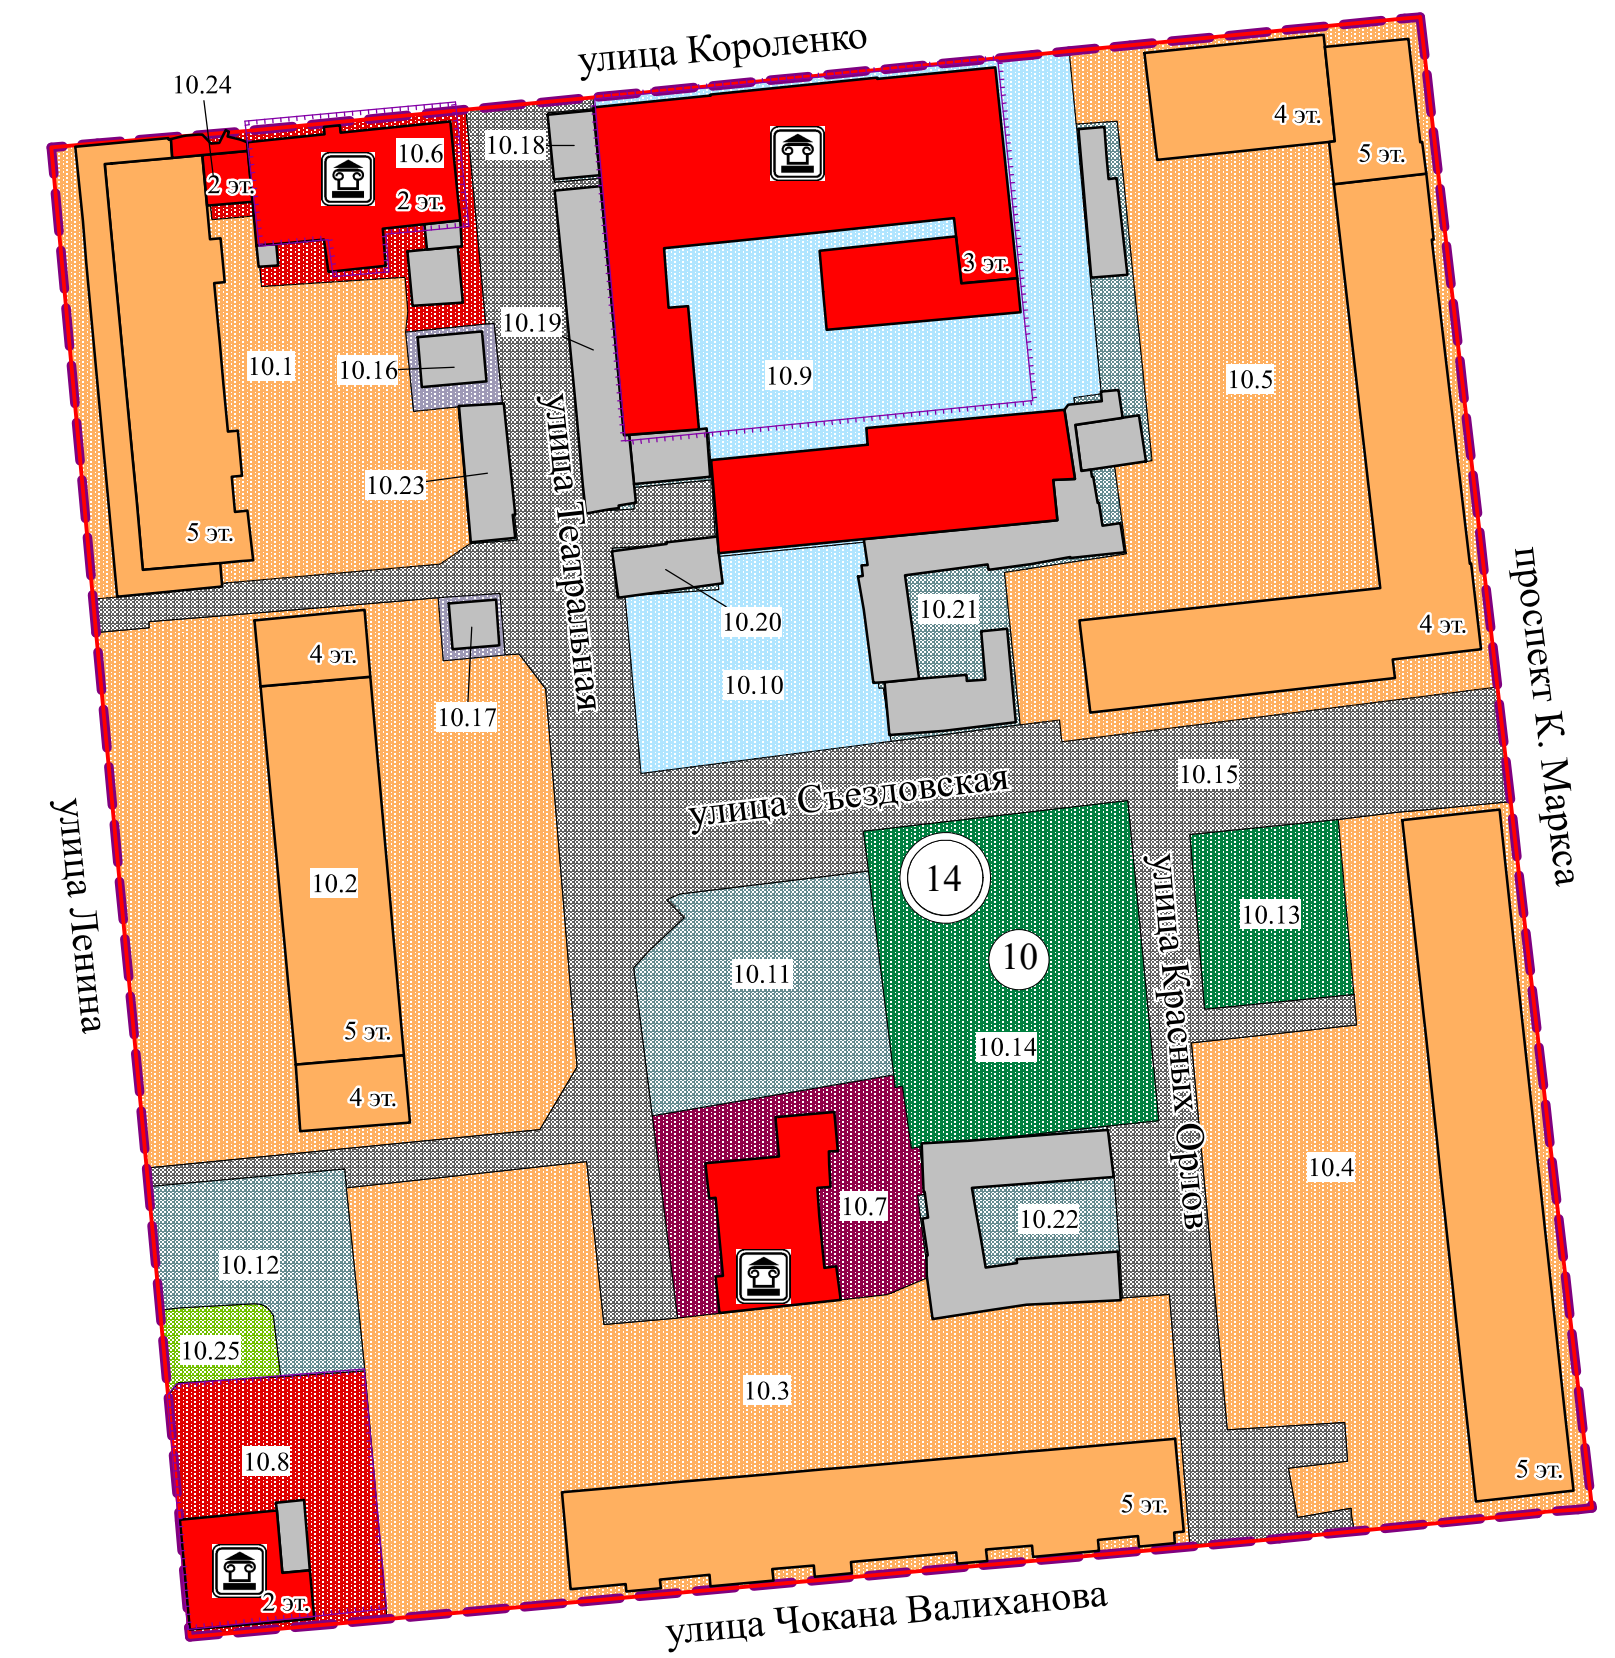 улица Короленко
10.24
10.18
10.6
2 эт.
2 эт.
4 эт.
5 эт.
3 эт.
10.19
10.1
10.16
10.9
10.5
10.23
5 эт.
улица Театральная
10.20
10.21
4 эт.
4 эт.
10.10
10.17
проспект К. Маркса
10.15
улица Съездовская
улица Ленина
10.2
14
10
10.13
10.11
10.14
улица Красных Орлов
5 эт.
4 эт.
10.4
10.7
10.22
10.12
10.25
10.3
10.8
5 эт.
5 эт.
2 эт.
улица Чокана Валиханова